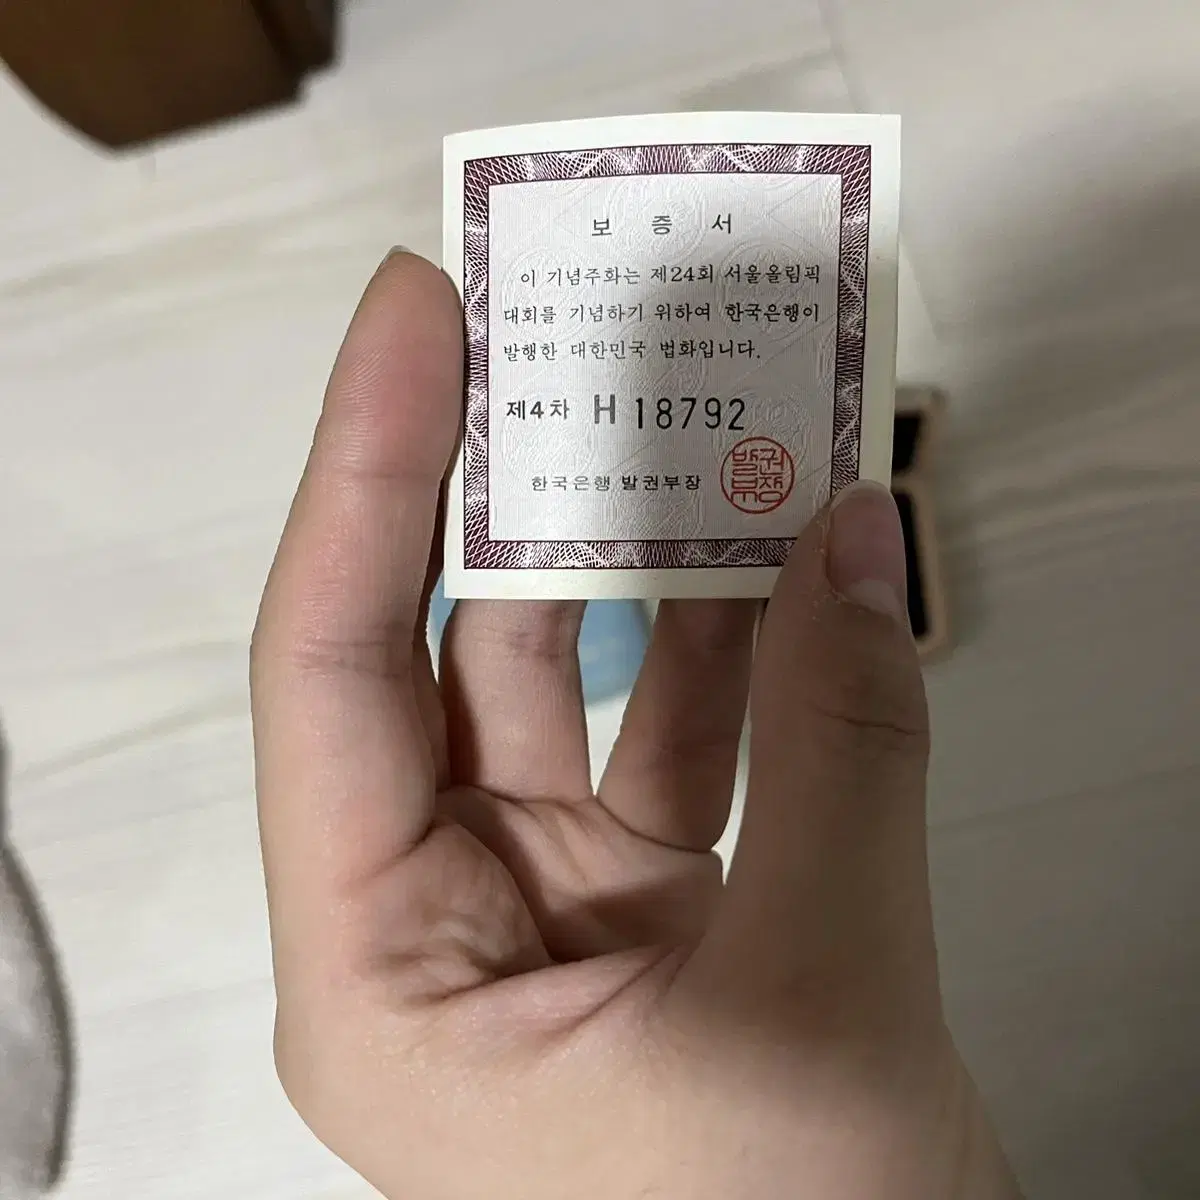 보 증 서
이 기념주화는 제24회 서울올림픽
대회를 기념하기 위하여 한국은행이
발행한 대한민국 법화입니다.
제4차 H 18792
한국은행 발권부장
발권부장